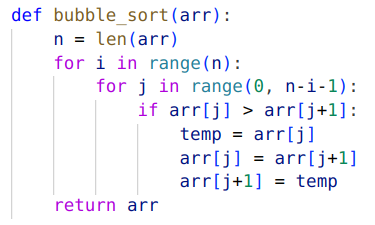 def bubble_sort(arr):
    n = len(arr)
    for i in range(n):
        for j in range(0, n-i-1):
            if arr[j] > arr[j+1]:
                temp = arr[j]
                arr[j] = arr[j+1]
                arr[j+1] = temp
    return arr